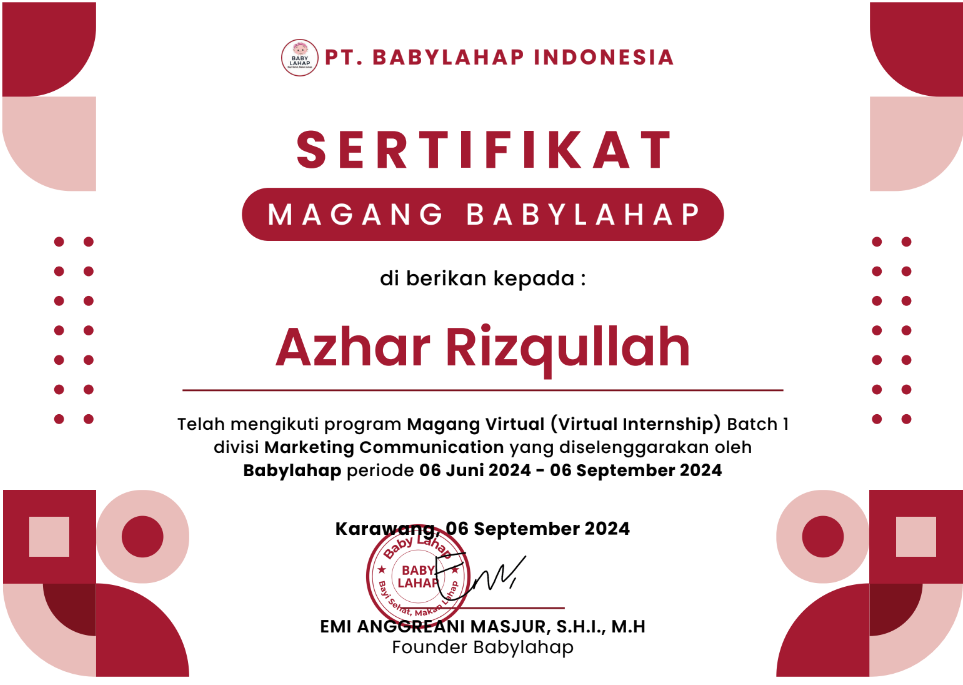 BABY
LAHAP
PT. BABYLAHAP INDONESIA
SERTIFIKAT
MAGANG BABYLAHAP
di berikan kepada :
Azhar Rizqullah
Telah mengikuti program Magang Virtual (Virtual Internship) Batch 1
divisi Marketing Communication yang diselenggarakan oleh
Babylahap periode 06 Juni 2024 - 06 September 2024
Karawang, 06 September 2024
Baby Lahap
BABY
LAHAP
Bayi Sehat, Makan Lahap
EMI ANGGREANI MASJUR, S.H.I., M.H
Founder Babylahap